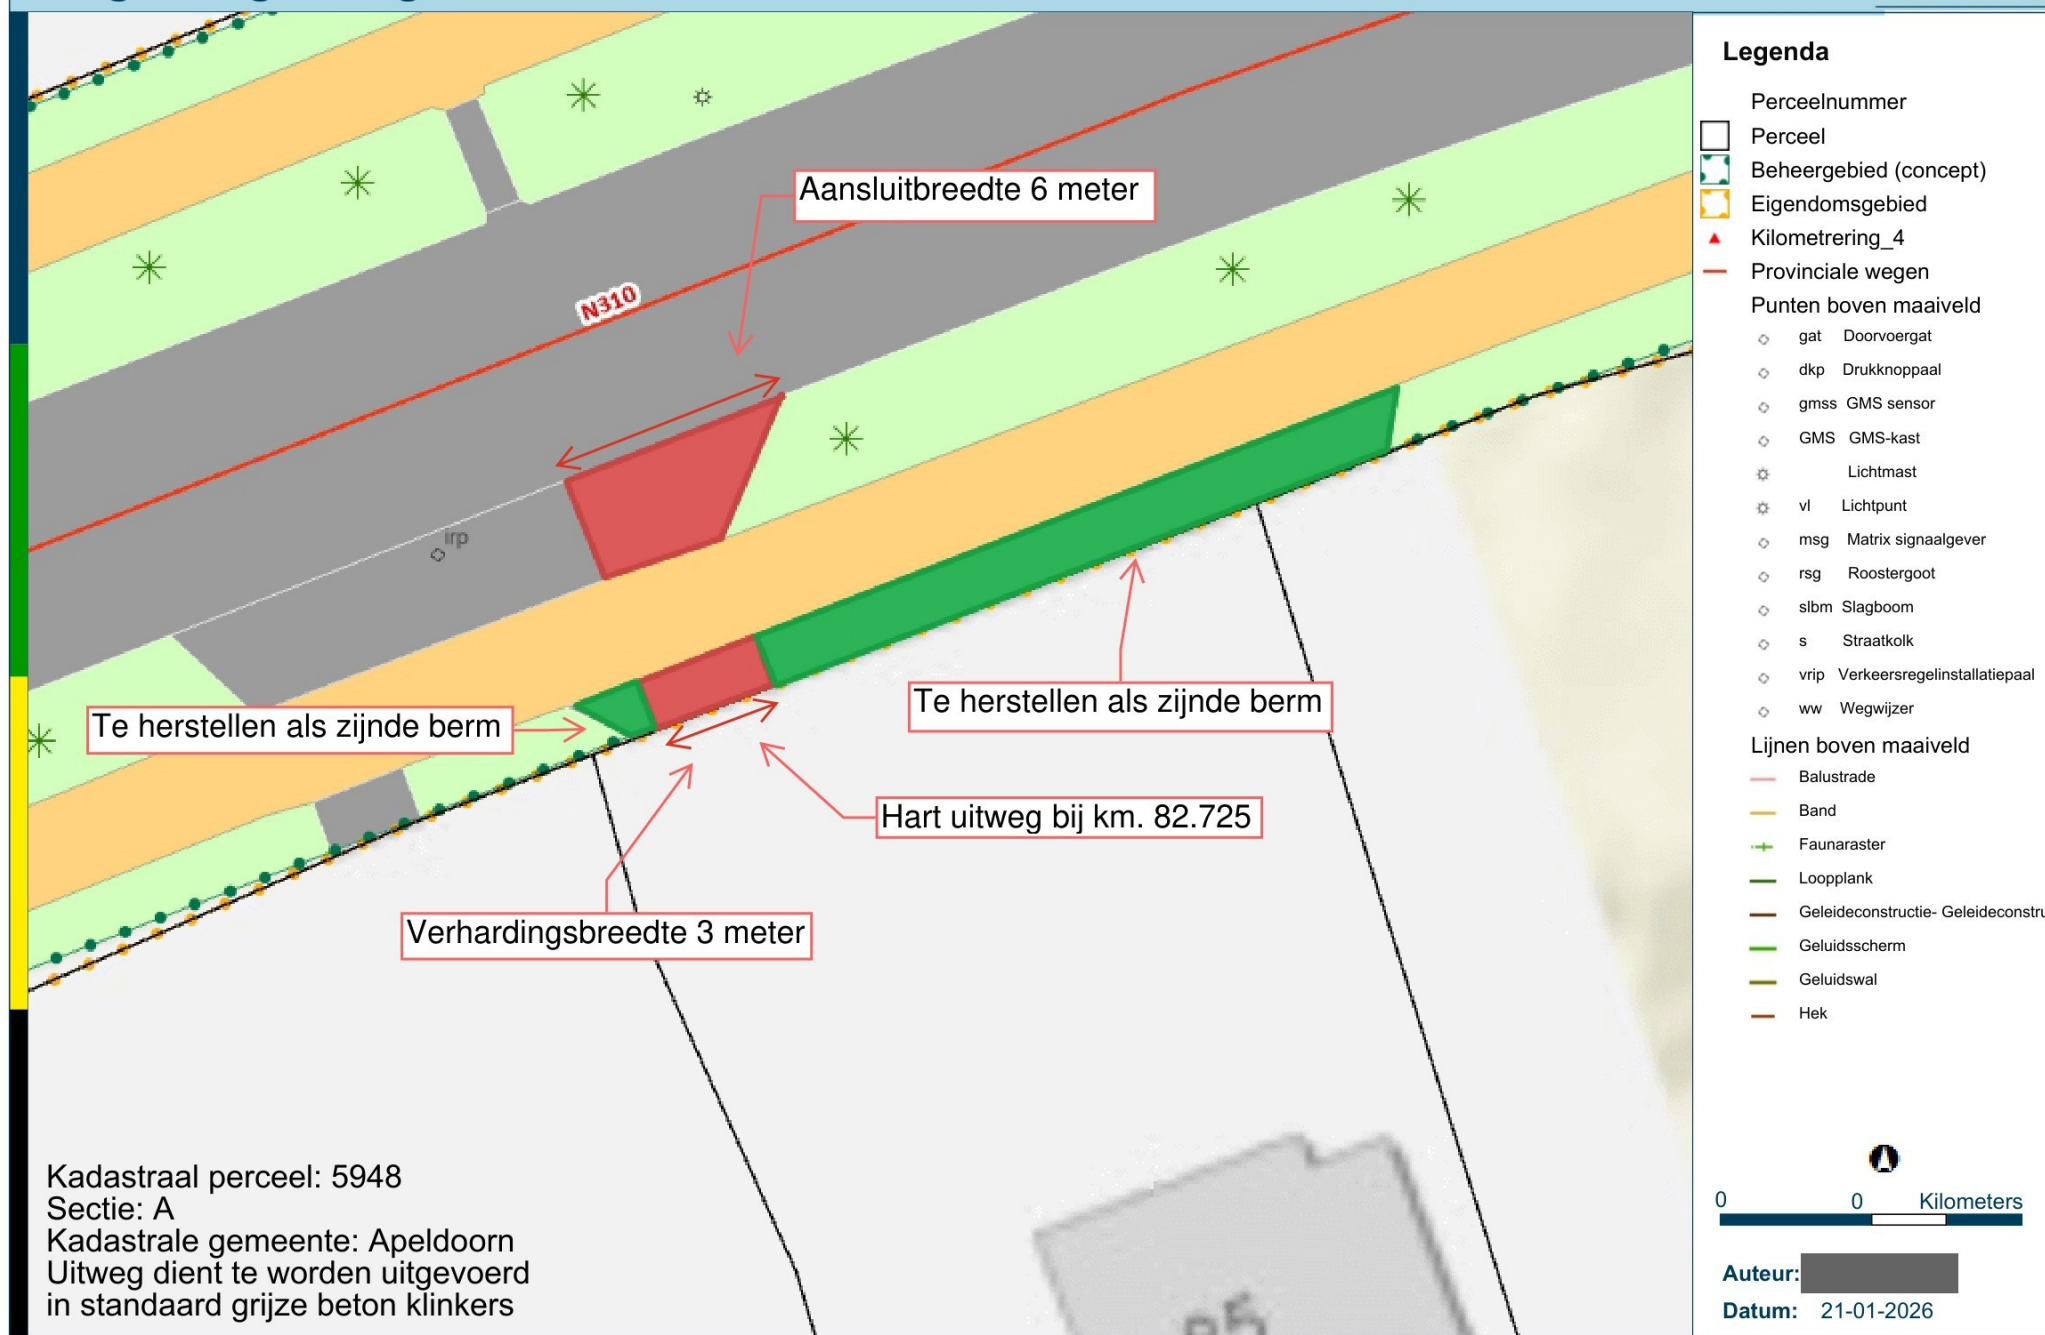 Aansluitbreedte 6 meter
N310
irp
Te herstellen als zijnde berm
Te herstellen als zijnde berm
Hart uitweg bij km. 82.725
Verhardingsbreedte 3 meter
Kadastraal perceel: 5948
Sectie: A
Kadastrale gemeente: Apeldoorn
Uitweg dient te worden uitgevoerd
in standaard grijze beton klinkers
Legenda
Perceelnummer
Perceel
Beheergebied (concept)
Eigendomsgebied
Kilometrering_4
Provinciale wegen
Punten boven maaiveld
gat Doorvoergat
dkp Drukknoppaal
gmss GMS sensor
GMS GMS-kast
Lichtmast
vl Lichtpunt
msg Matrix signaalgever
rsg Roostergoot
slbm Slagboom
s Straatkolk
vrip Verkeersregelinstallatiepaal
ww Wegwijzer
Lijnen boven maaiveld
Balustrade
Band
Faunaraster
Loopplank
Geleideconstructie- Geleideconstru
Geluidsscherm
Geluidswal
Hek
0 0 Kilometers
Auteur:
Datum: 21-01-2026